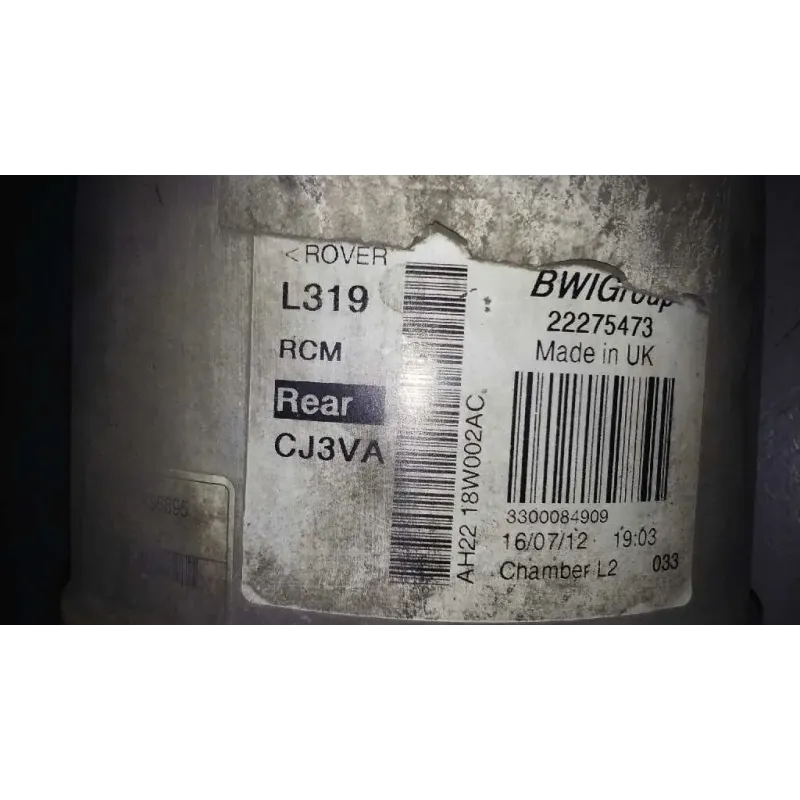 ROVER
L319
RCM
Rear
CJ3VA
AH22 18W002AC
BWIGroup
22275473
Made in UK
3300084909
16/07/12 19:03
Chamber L2 033